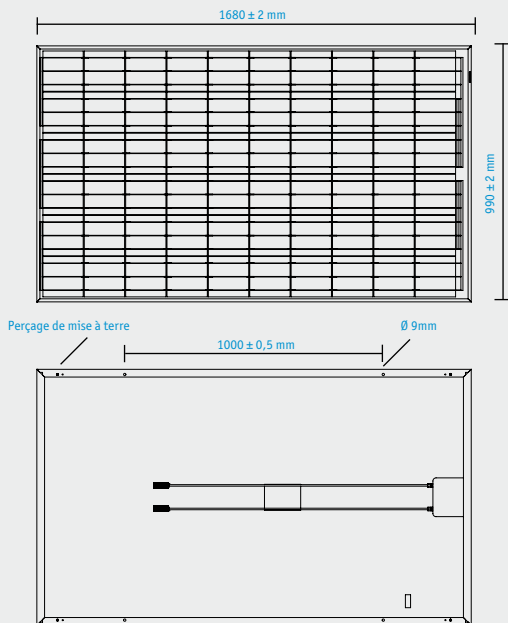 1680 ± 2 mm
990 ± 2 mm
Perçage de mise à terre
1000 ± 0,5 mm
Ø 9mm